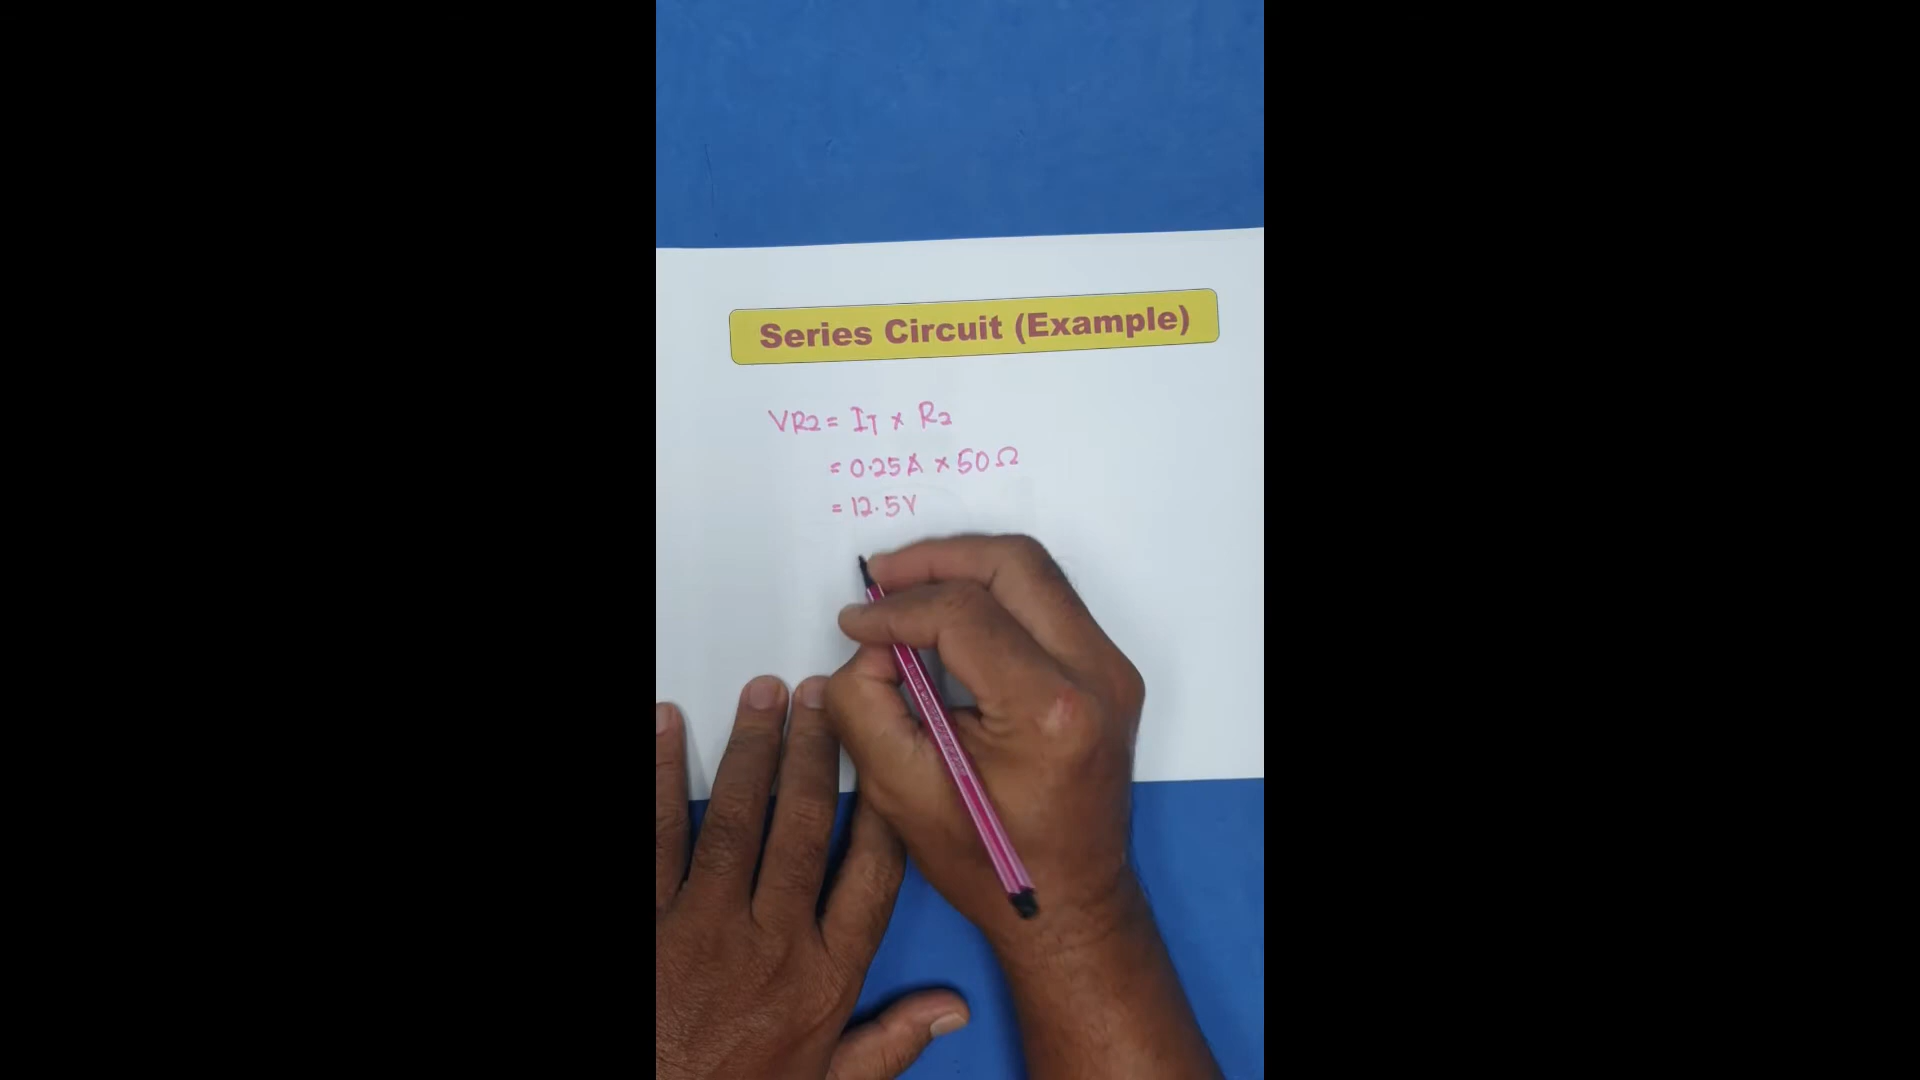 Series Circuit (Example)
VR2 = IT x R2
= 0.25A x 50Ω
= 12.5V